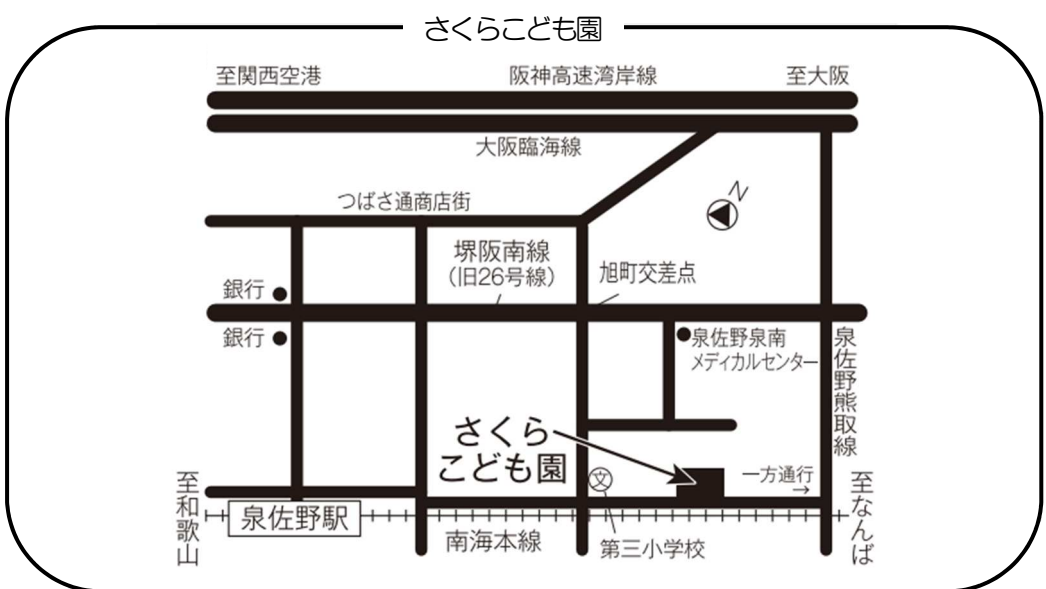 さくらこども園
至関西空港
阪神高速湾岸線
至大阪
大阪臨海線
N
つばさ通商店街
堺阪南線
（旧26号線）
旭町交差点
銀行
銀行
泉佐野泉南
メディカルセンター
泉佐野熊取線
さくら
こども園
文
一方通行
→
至和歌山
泉佐野駅
南海本線
第三小学校
至なんば